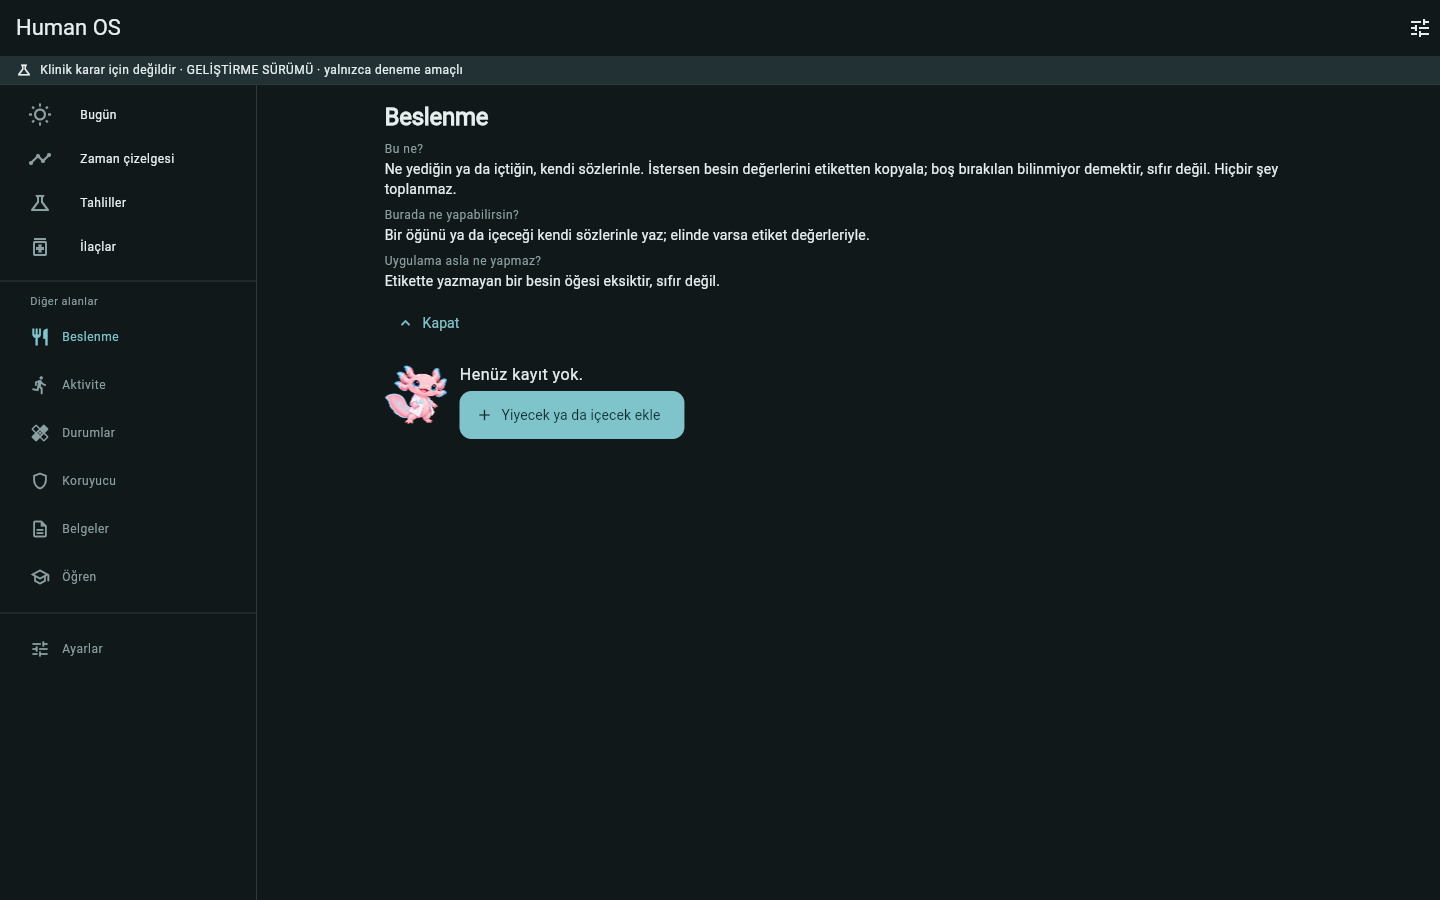 Human OS
Klinik karar için değildir · GELİŞTİRME SÜRÜMÜ · yalnızca deneme amaçlı
Bugün
Zaman çizelgesi
Tahliller
İlaçlar
Diğer alanlar
Beslenme
Aktivite
Durumlar
Koruyucu
Belgeler
Öğren
Ayarlar
Beslenme
Bu ne?
Ne yediğin ya da içtiğin, kendi sözlerinle. İstersen besin değerlerini etiketten kopyala; boş bırakılan bilinmiyor demektir, sıfır değil. Hiçbir şey
toplanmaz.
Burada ne yapabilirsin?
Bir öğünü ya da içeceği kendi sözlerinle yaz; elinde varsa etiket değerleriyle.
Uygulama asla ne yapmaz?
Etikette yazmayan bir besin öğesi eksiktir, sıfır değil.
Kapat
Henüz kayıt yok.
Yiyecek ya da içecek ekle